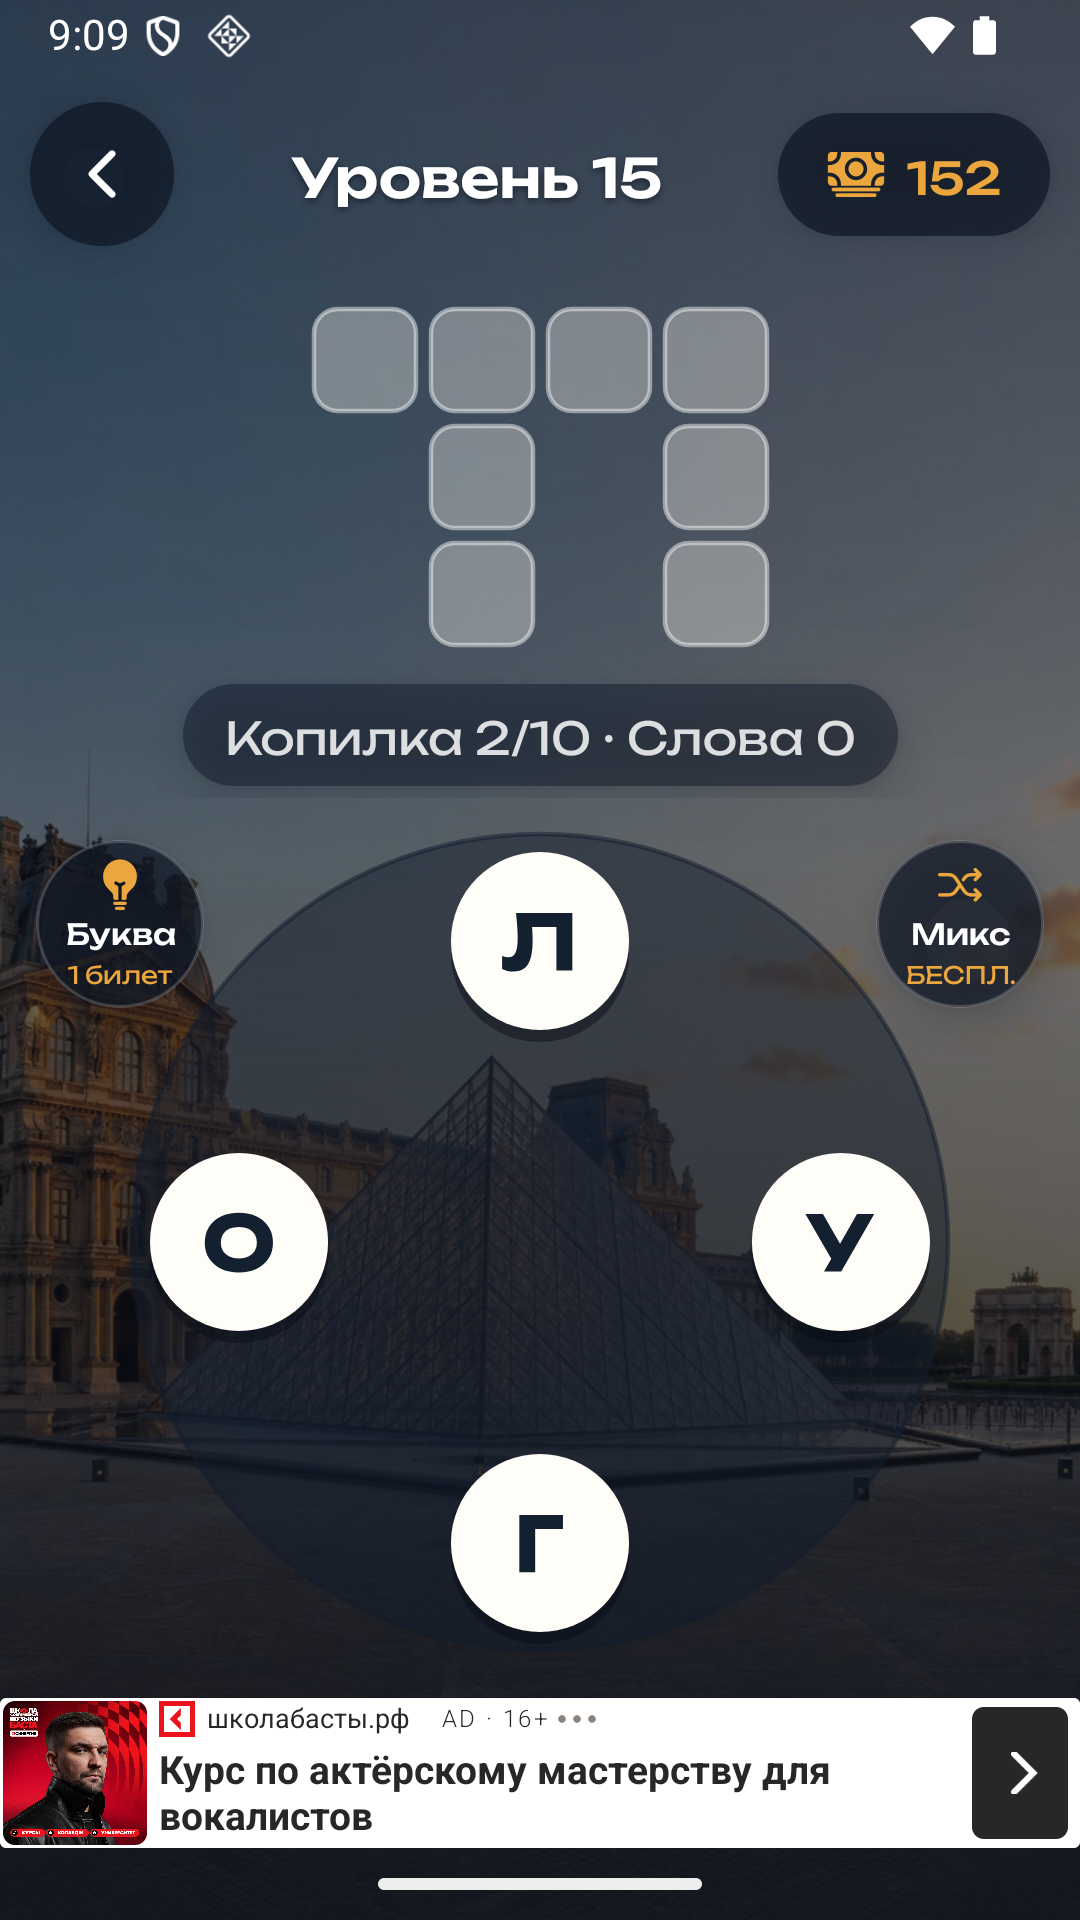 9:09
Уровень 15
152
Копилка 2/10 · Слова 0
Буква
1 билет
Микс
БЕСПЛ.
Л
О
У
Г
школабасты.рф AD · 16+
Курс по актёрскому мастерству для
вокалистов